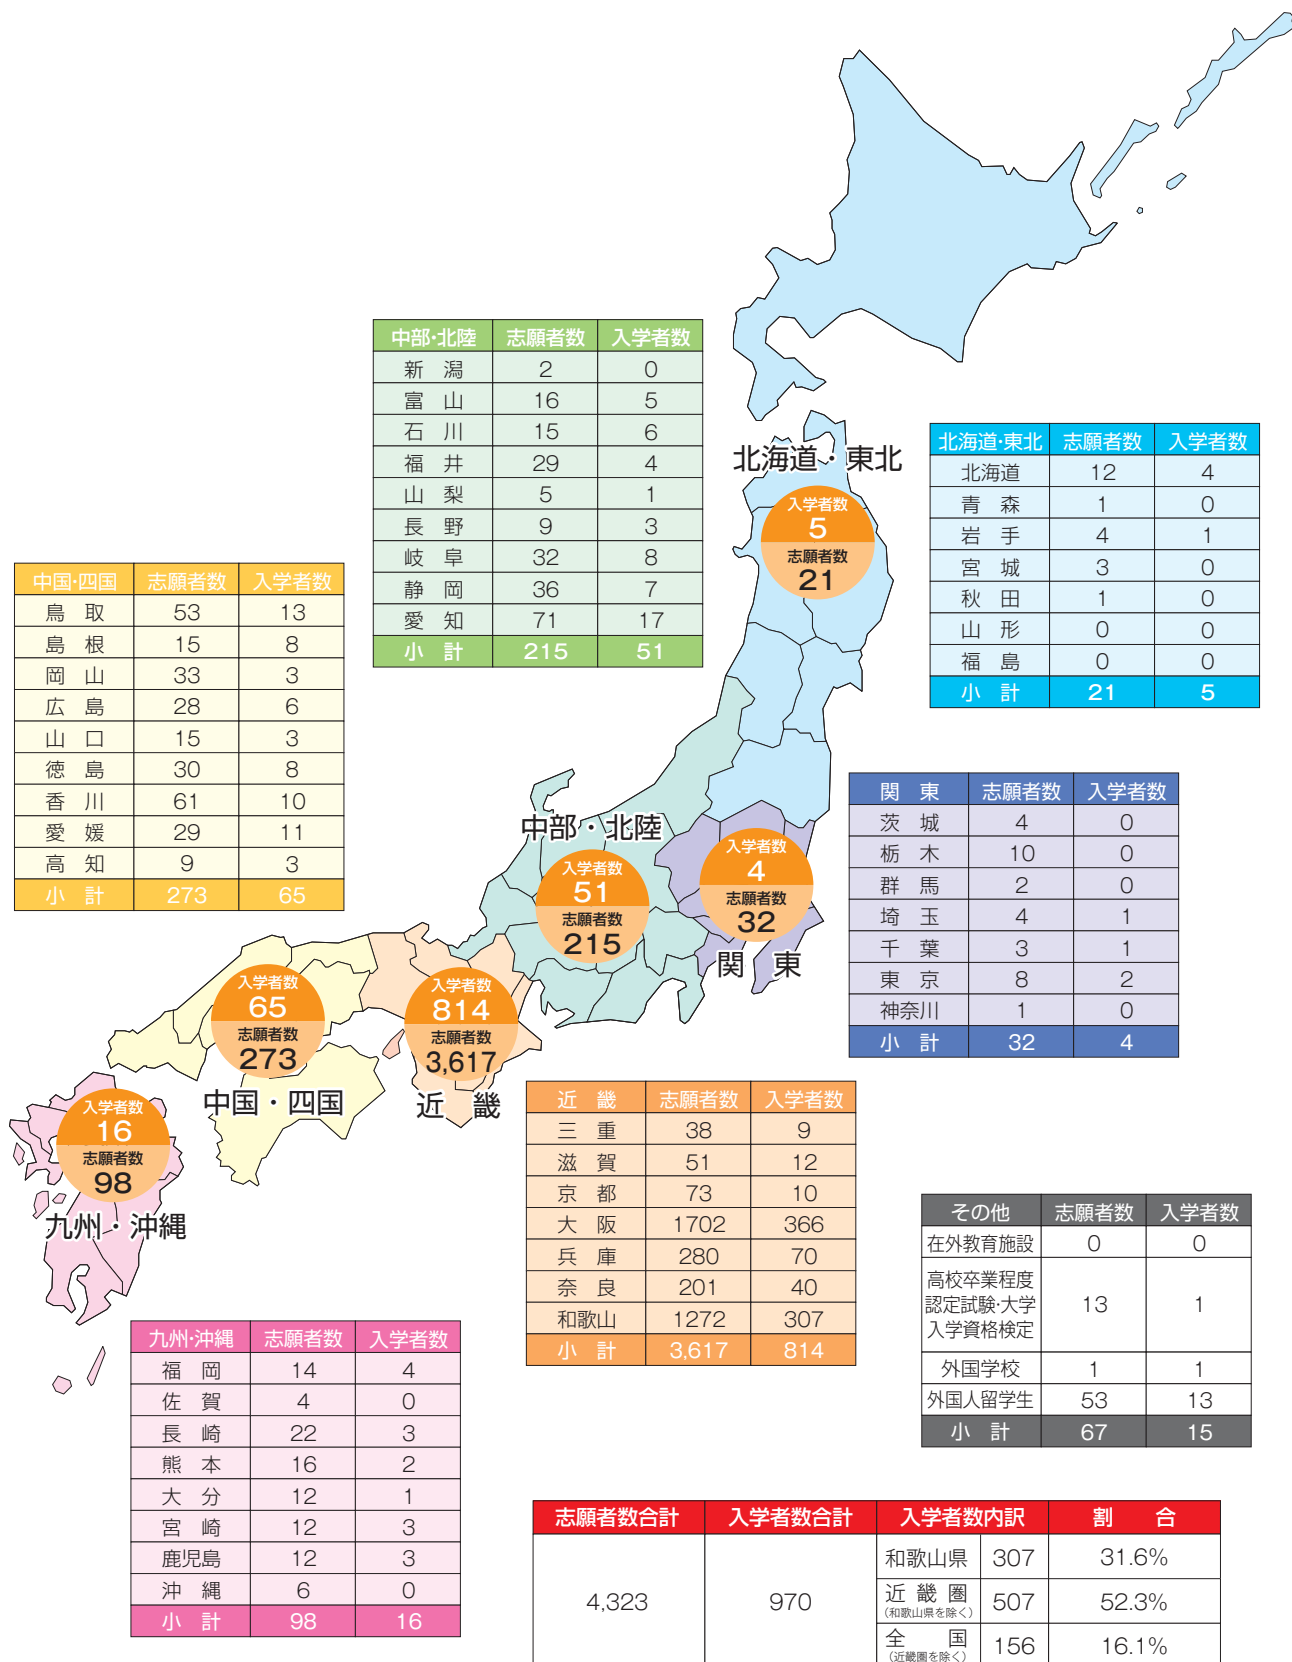 中部・北陸 志願者数 入学者数
新潟 2 0
富山 16 5
石川 15 6
福井 29 4
山梨 5 1
長野 9 3
岐阜 32 8
静岡 36 7
愛知 71 17
小計 215 51
北海道・東北
入学者数
5
志願者数
21
北海道・東北 志願者数 入学者数
北海道 12 4
青森 1 0
岩手 4 1
宮城 3 0
秋田 1 0
山形 0 0
福島 0 0
小計 21 5
中国・四国 志願者数 入学者数
鳥取 53 13
島根 15 8
岡山 33 3
広島 28 6
山口 15 3
徳島 30 8
香川 61 10
愛媛 29 11
高知 9 3
小計 273 65
中部・北陸
入学者数
51
志願者数
215
入学者数
4
志願者数
32
関東
関東 志願者数 入学者数
茨城 4 0
栃木 10 0
群馬 2 0
埼玉 4 1
千葉 3 1
東京 8 2
神奈川 1 0
小計 32 4
入学者数
65
志願者数
273
中国・四国
入学者数
814
志願者数
3,617
近畿
入学者数
16
志願者数
98
九州・沖縄
近畿 志願者数 入学者数
三重 38 9
滋賀 51 12
京都 73 10
大阪 1702 366
兵庫 280 70
奈良 201 40
和歌山 1272 307
小計 3,617 814
その他 志願者数 入学者数
在外教育施設 0 0
高校卒業程度
認定試験・大学 13 1
入学資格検定
外国学校 1 1
外国人留学生 53 13
小計 67 15
九州・沖縄 志願者数 入学者数
福岡 14 4
佐賀 4 0
長崎 22 3
熊本 16 2
大分 12 1
宮崎 12 3
鹿児島 12 3
沖縄 6 0
小計 98 16
志願者数合計 入学者数合計 入学者数内訳 割合
4,323 970
和歌山県 307 31.6%
近畿圏 507 52.3%
(和歌山県を除く)
全国 156 16.1%
(近畿圏を除く)